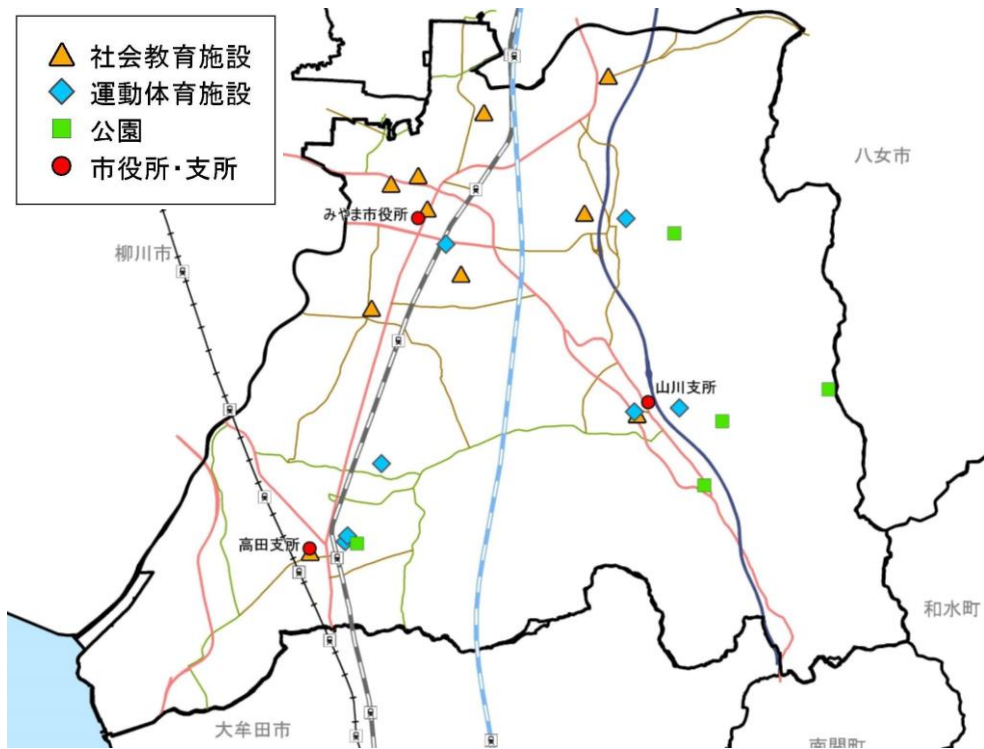 社会教育施設
運動体育施設
公園
市役所・支所
八女市
みやま市役所
柳川市
山川支所
高田支所
和水町
大牟田市
南関町